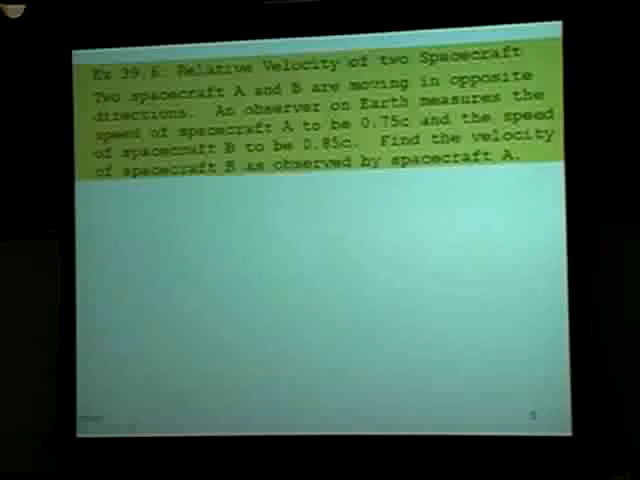 Ex 39.6. Relative Velocity of two Spacecraft
Two spacecraft A and B are moving in opposite
directions. An observer on Earth measures the
speed of spacecraft A to be 0.75c and the speed
of spacecraft B to be 0.85c. Find the velocity
of spacecraft B as observed by spacecraft A.